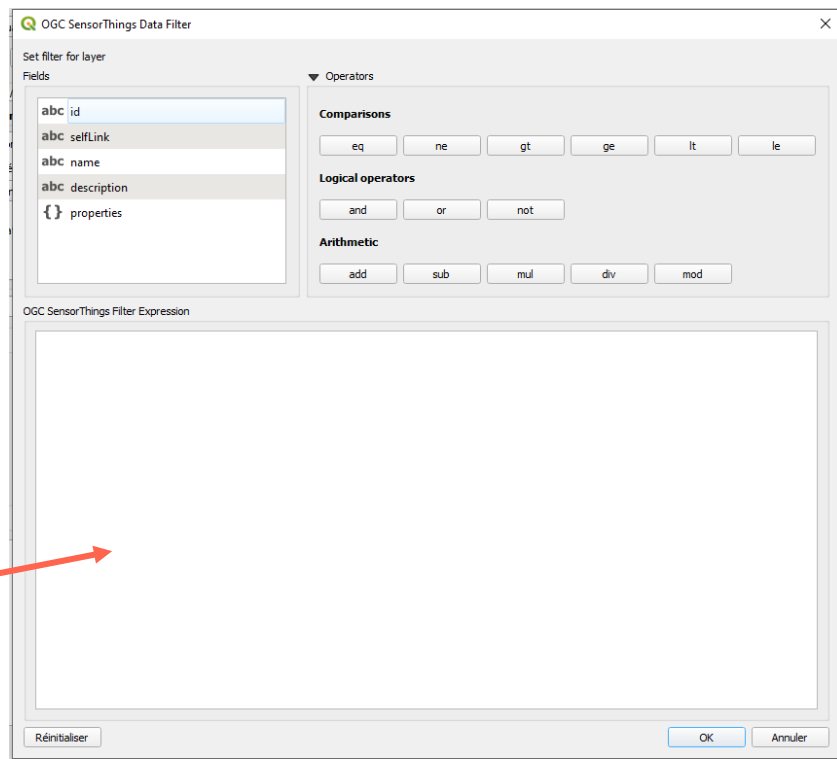 OGC SensorThings Data Filter
Set filter for layer
Fields
abc id
abc selfLink
abc name
abc description
{} properties
Operators
Comparisons
eq ne gt ge lt le
Logical operators
and or not
Arithmetic
add sub mul div mod
OGC SensorThings Filter Expression
Réinitialiser OK Annuler